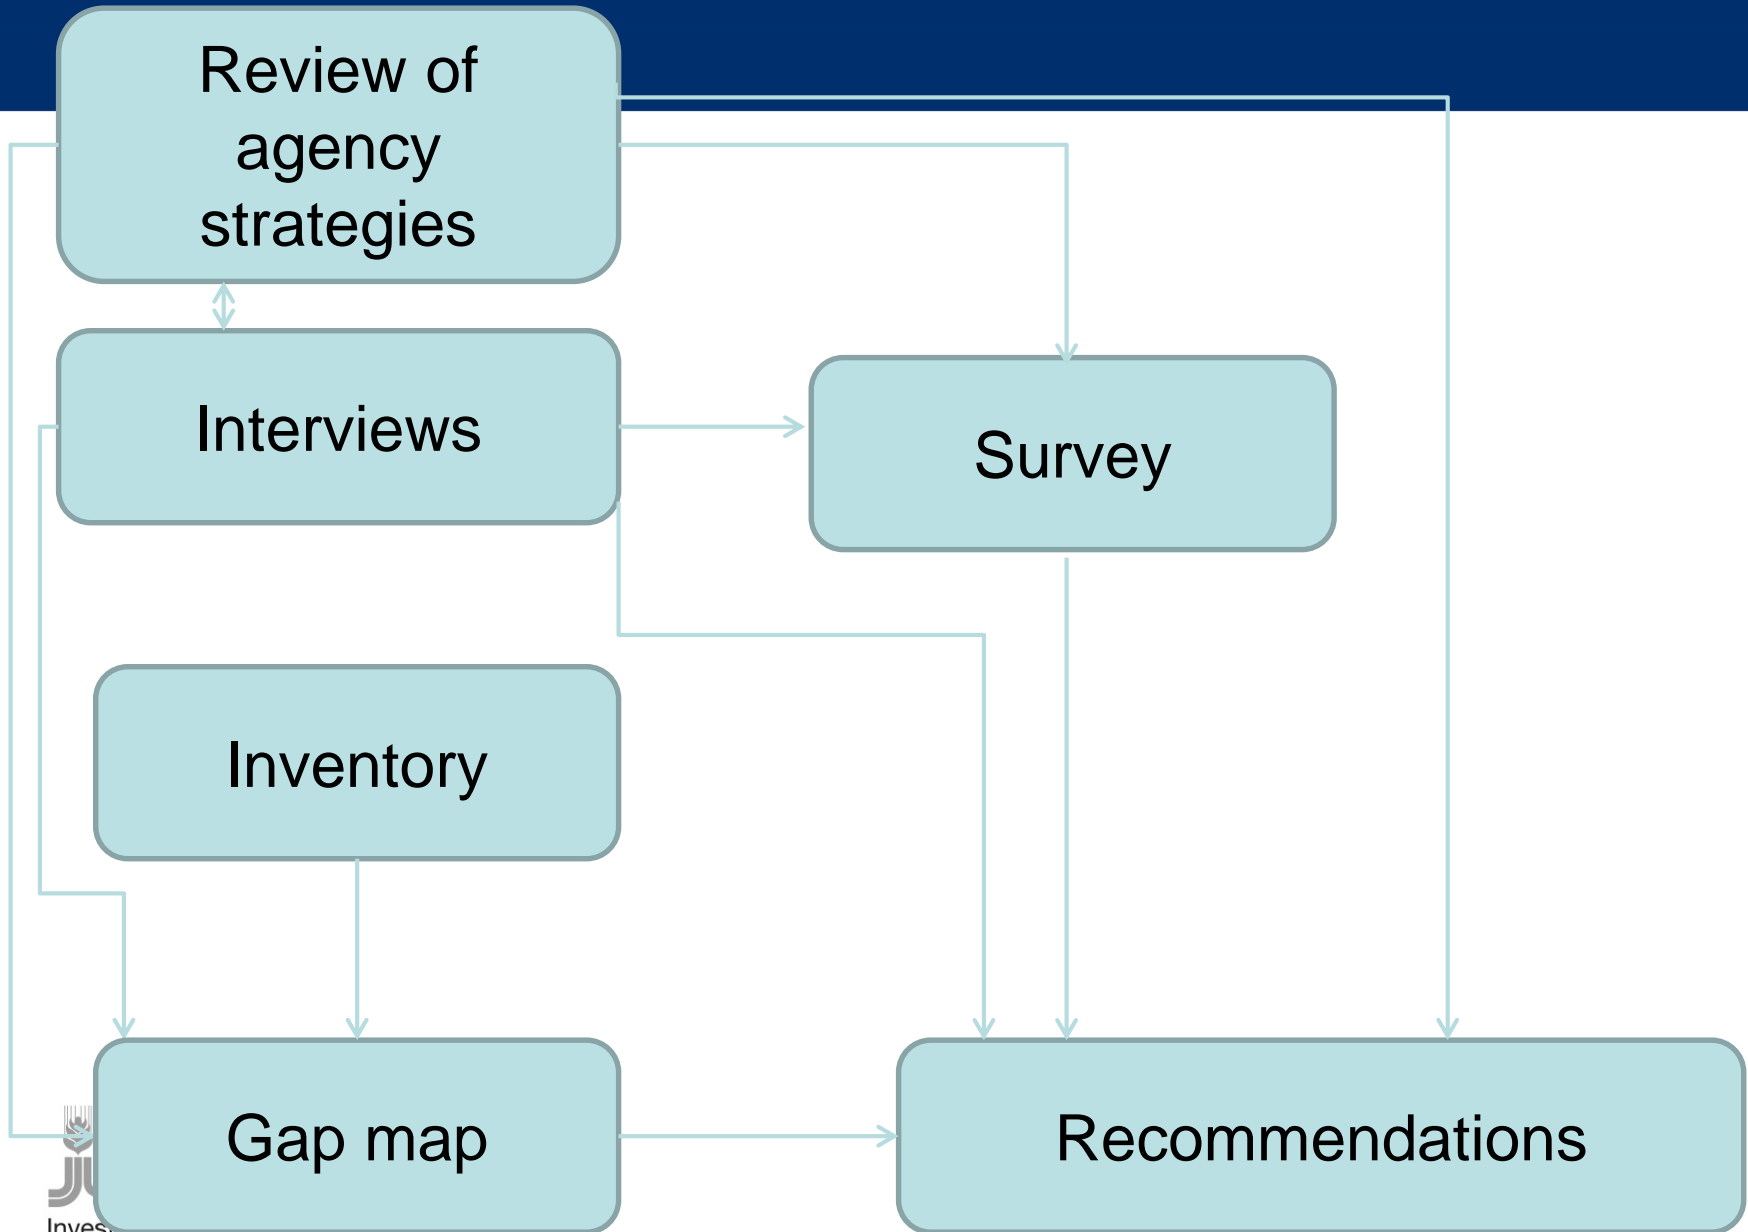 Review of
agency
strategies
Interviews
Survey
Inventory
Gap map
Recommendations